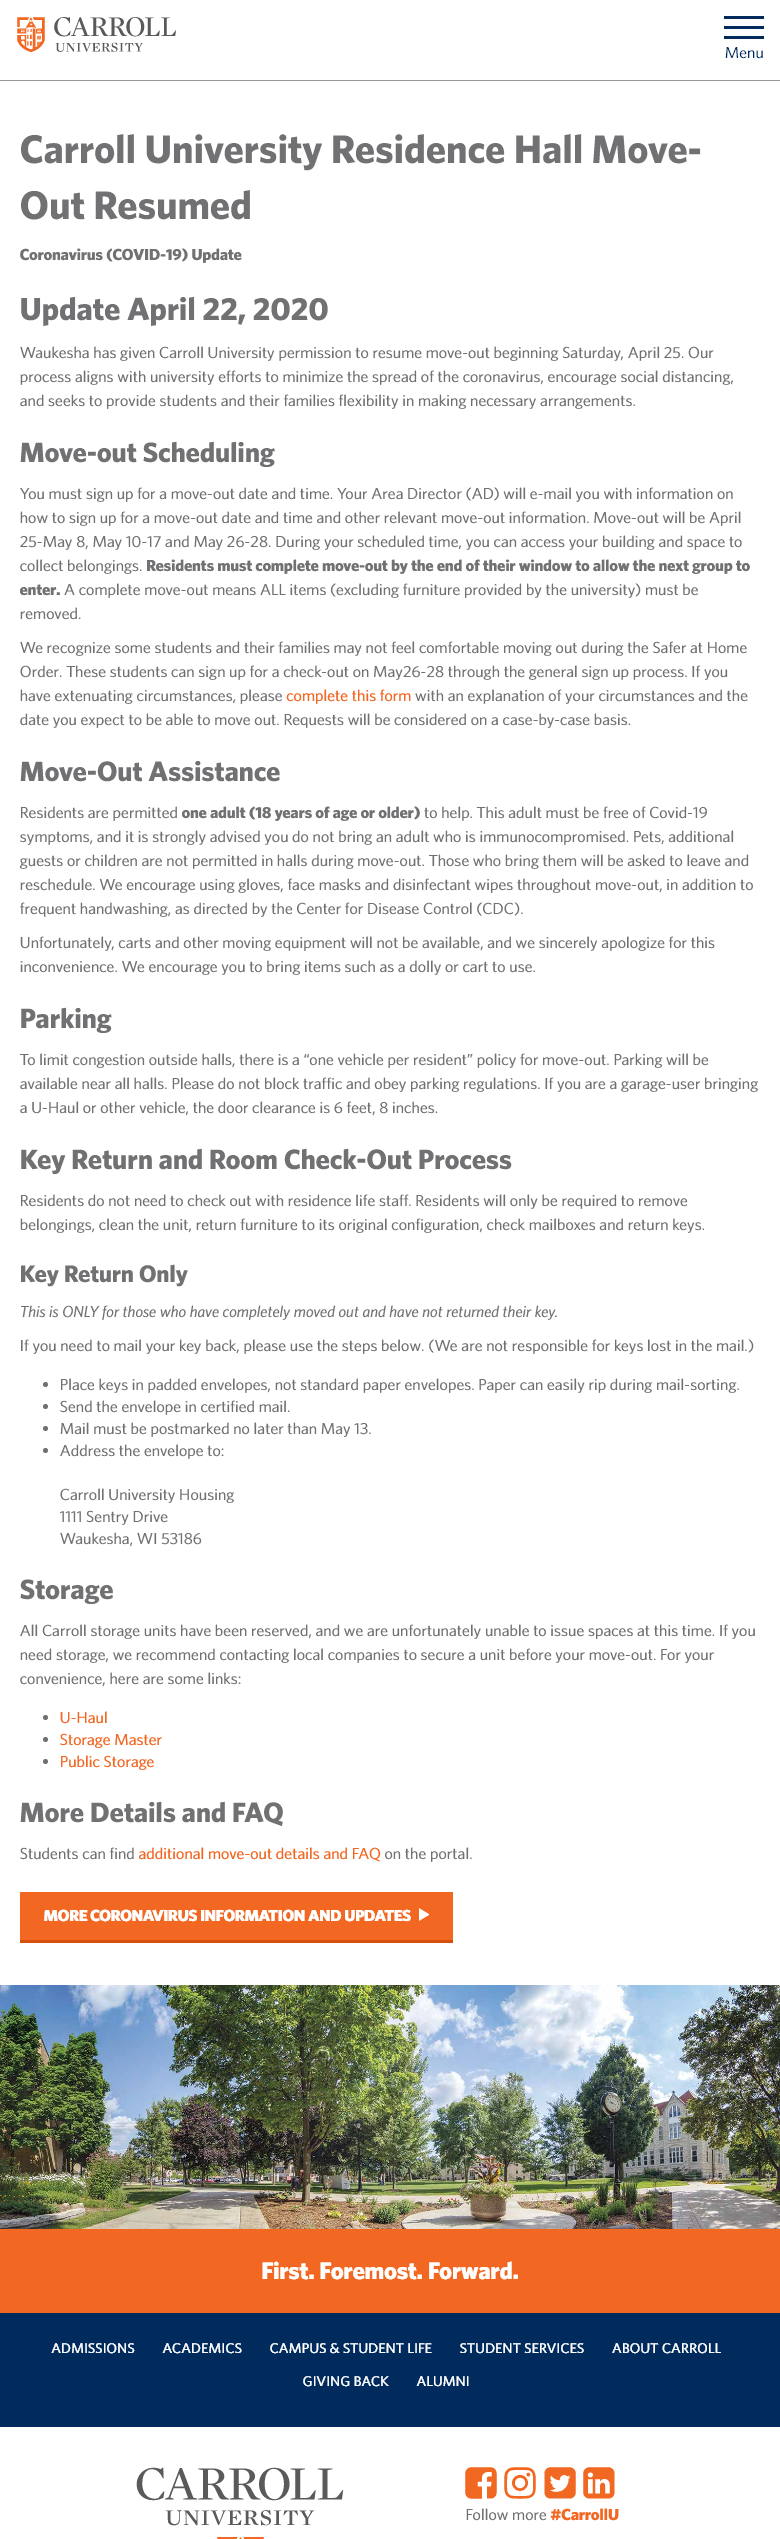 CARROLL
UNIVERSITY
Menu
Carroll University Residence Hall Move-
Out Resumed
Coronavirus (COVID-19) Update
Update April 22, 2020
Waukesha has given Carroll University permission to resume move-out beginning Saturday, April 25. Our
process aligns with university efforts to minimize the spread of the coronavirus, encourage social distancing,
and seeks to provide students and their families flexibility in making necessary arrangements.
Move-out Scheduling
You must sign up for a move-out date and time. Your Area Director (AD) will e-mail you with information on
how to sign up for a move-out date and time and other relevant move-out information. Move-out will be April
25-May 8, May 10-17 and May 26-28. During your scheduled time, you can access your building and space to
collect belongings. Residents must complete move-out by the end of their window to allow the next group to
enter. A complete move-out means ALL items (excluding furniture provided by the university) must be
removed.
We recognize some students and their families may not feel comfortable moving out during the Safer at Home
Order. These students can sign up for a check-out on May26-28 through the general sign up process. If you
have extenuating circumstances, please complete this form with an explanation of your circumstances and the
date you expect to be able to move out. Requests will be considered on a case-by-case basis.
Move-Out Assistance
Residents are permitted one adult (18 years of age or older) to help. This adult must be free of Covid-19
symptoms, and it is strongly advised you do not bring an adult who is immunocompromised. Pets, additional
guests or children are not permitted in halls during move-out. Those who bring them will be asked to leave and
reschedule. We encourage using gloves, face masks and disinfectant wipes throughout move-out, in addition to
frequent handwashing, as directed by the Center for Disease Control (CDC).
Unfortunately, carts and other moving equipment will not be available, and we sincerely apologize for this
inconvenience. We encourage you to bring items such as a dolly or cart to use.
Parking
To limit congestion outside halls, there is a “one vehicle per resident” policy for move-out. Parking will be
available near all halls. Please do not block traffic and obey parking regulations. If you are a garage-user bringing
a U-Haul or other vehicle, the door clearance is 6 feet, 8 inches.
Key Return and Room Check-Out Process
Residents do not need to check out with residence life staff. Residents will only be required to remove
belongings, clean the unit, return furniture to its original configuration, check mailboxes and return keys.
Key Return Only
This is ONLY for those who have completely moved out and have not returned their key.
If you need to mail your key back, please use the steps below. (We are not responsible for keys lost in the mail.)
• Place keys in padded envelopes, not standard paper envelopes. Paper can easily rip during mail-sorting.
• Send the envelope in certified mail.
• Mail must be postmarked no later than May 13.
• Address the envelope to:
Carroll University Housing
1111 Sentry Drive
Waukesha, WI 53186
Storage
All Carroll storage units have been reserved, and we are unfortunately unable to issue spaces at this time. If you
need storage, we recommend contacting local companies to secure a unit before your move-out. For your
convenience, here are some links:
• U-Haul
• Storage Master
• Public Storage
More Details and FAQ
Students can find additional move-out details and FAQ on the portal.
MORE CORONAVIRUS INFORMATION AND UPDATES
First. Foremost. Forward.
ADMISSIONS ACADEMICS CAMPUS & STUDENT LIFE STUDENT SERVICES ABOUT CARROLL
GIVING BACK ALUMNI
CARROLL
UNIVERSITY
Follow more #CarrollU